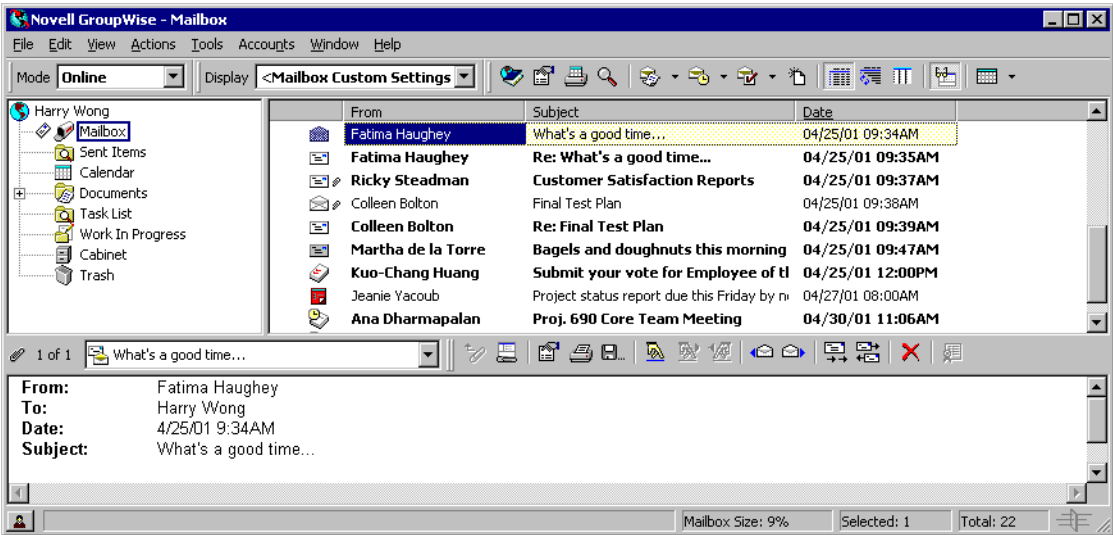 Novell GroupWise - Mailbox
File Edit View Actions Tools Accounts Window Help
Mode Online Display <Mailbox Custom Settings
Harry Wong
Mailbox
Sent Items
Calendar
Documents
Task List
Work In Progress
Cabinet
Trash
From Subject Date
Fatima Haughey What's a good time... 04/25/01 09:34AM
Fatima Haughey Re: What's a good time... 04/25/01 09:35AM
Ricky Steadman Customer Satisfaction Reports 04/25/01 09:37AM
Colleen Bolton Final Test Plan 04/25/01 09:38AM
Colleen Bolton Re: Final Test Plan 04/25/01 09:39AM
Martha de la Torre Bagels and doughnuts this morning 04/25/01 09:47AM
Kuo-Chang Huang Submit your vote for Employee of tl 04/25/01 12:00PM
Jeanie Yacoub Project status report due this Friday by n 04/27/01 08:00AM
Ana Dharmapalan Proj. 690 Core Team Meeting 04/30/01 11:06AM
1 of 1 What's a good time...
From: Fatima Haughey
To: Harry Wong
Date: 4/25/01 9:34AM
Subject: What's a good time...
Mailbox Size: 9% Selected: 1 Total: 22